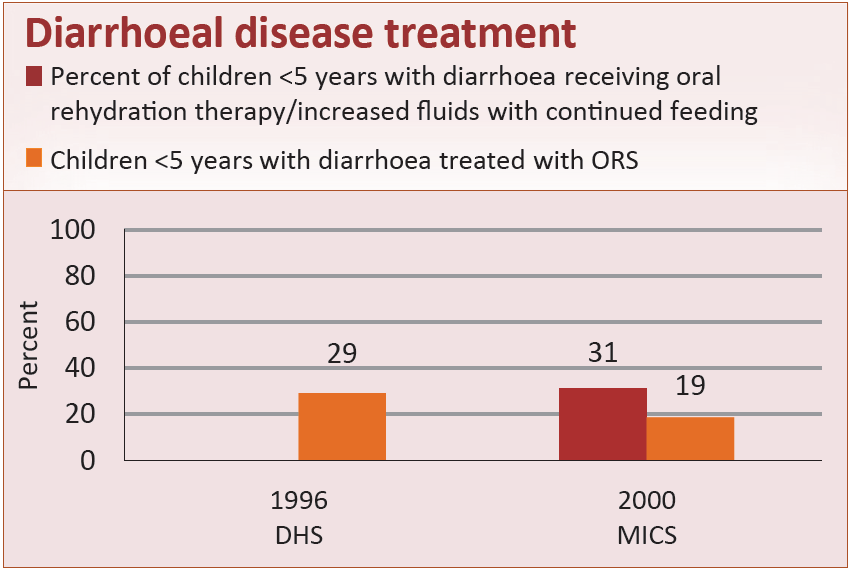 Diarrhoeal disease treatment
Percent of children <5 years with diarrhoea receiving oral
rehydration therapy/increased fluids with continued feeding
Children <5 years with diarrhoea treated with ORS
Percent
100
80
60
40
20
0
29
31
19
1996
DHS
2000
MICS